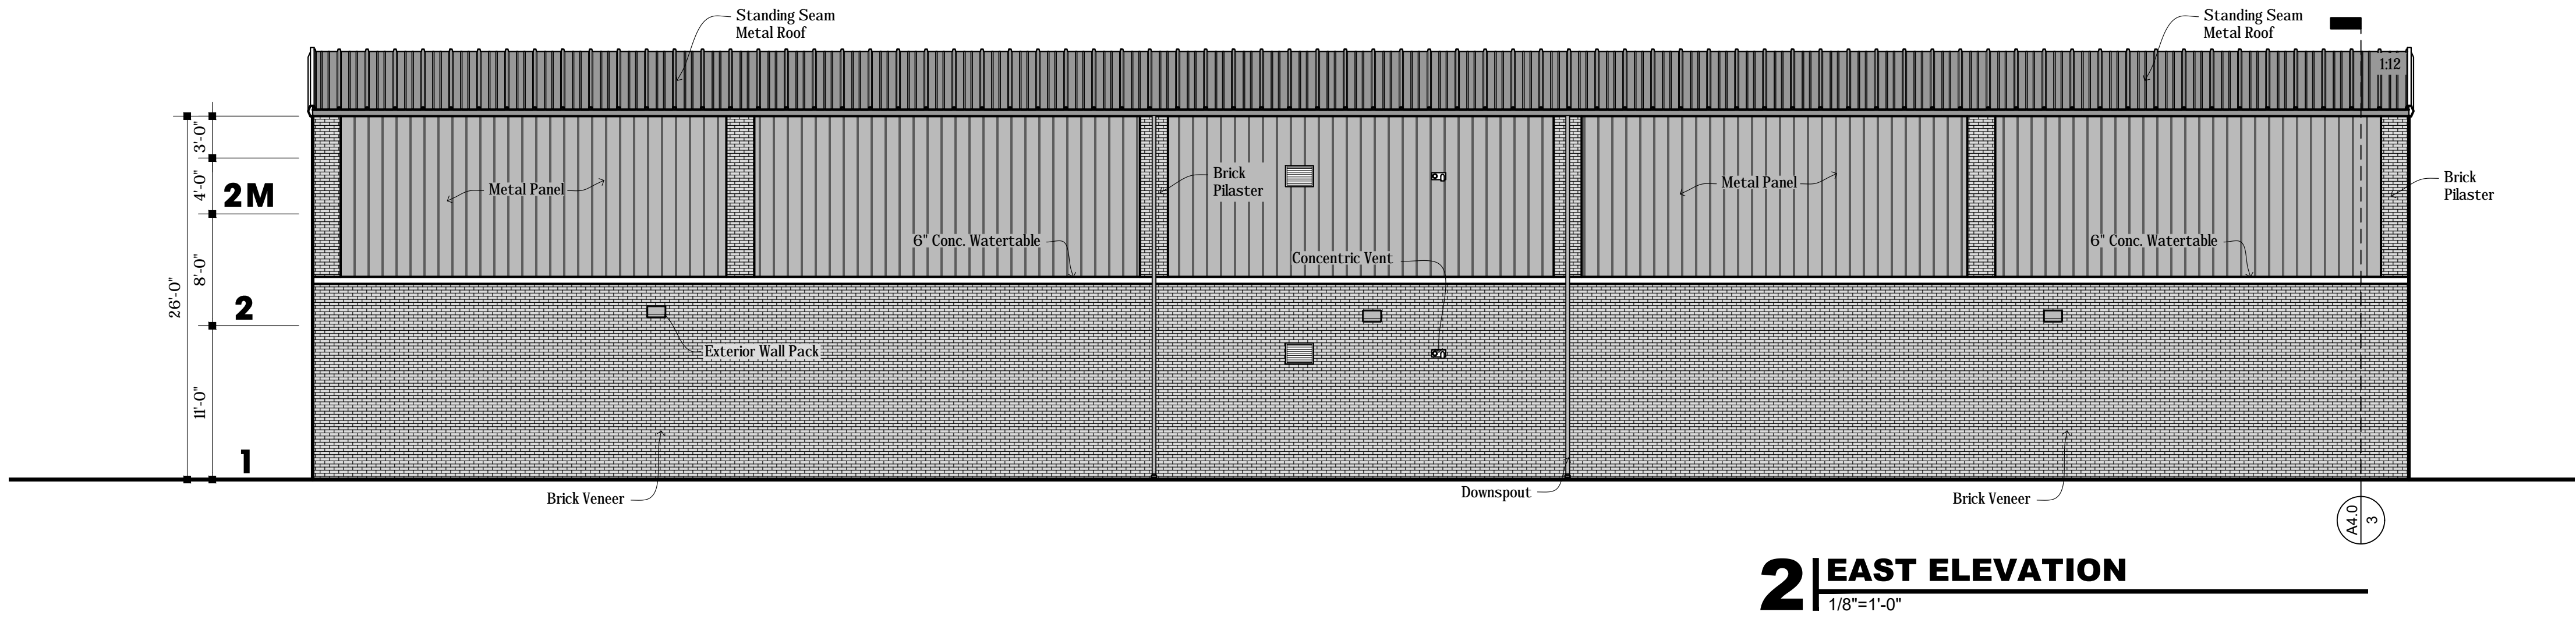 Standing Seam
Metal Roof
Standing Seam
Metal Roof
1:12
3'-0"
4'-0"
2M
8'-0"
26'-0"
2
11'-0"
1
Metal Panel
6" Conc. Watertable
Brick
Pilaster
Concentric Vent
Metal Panel
6" Conc. Watertable
Brick
Pilaster
Exterior Wall Pack
Brick Veneer
Downspout
Brick Veneer
A4.0
3
2
EAST ELEVATION
1/8"=1'-0"